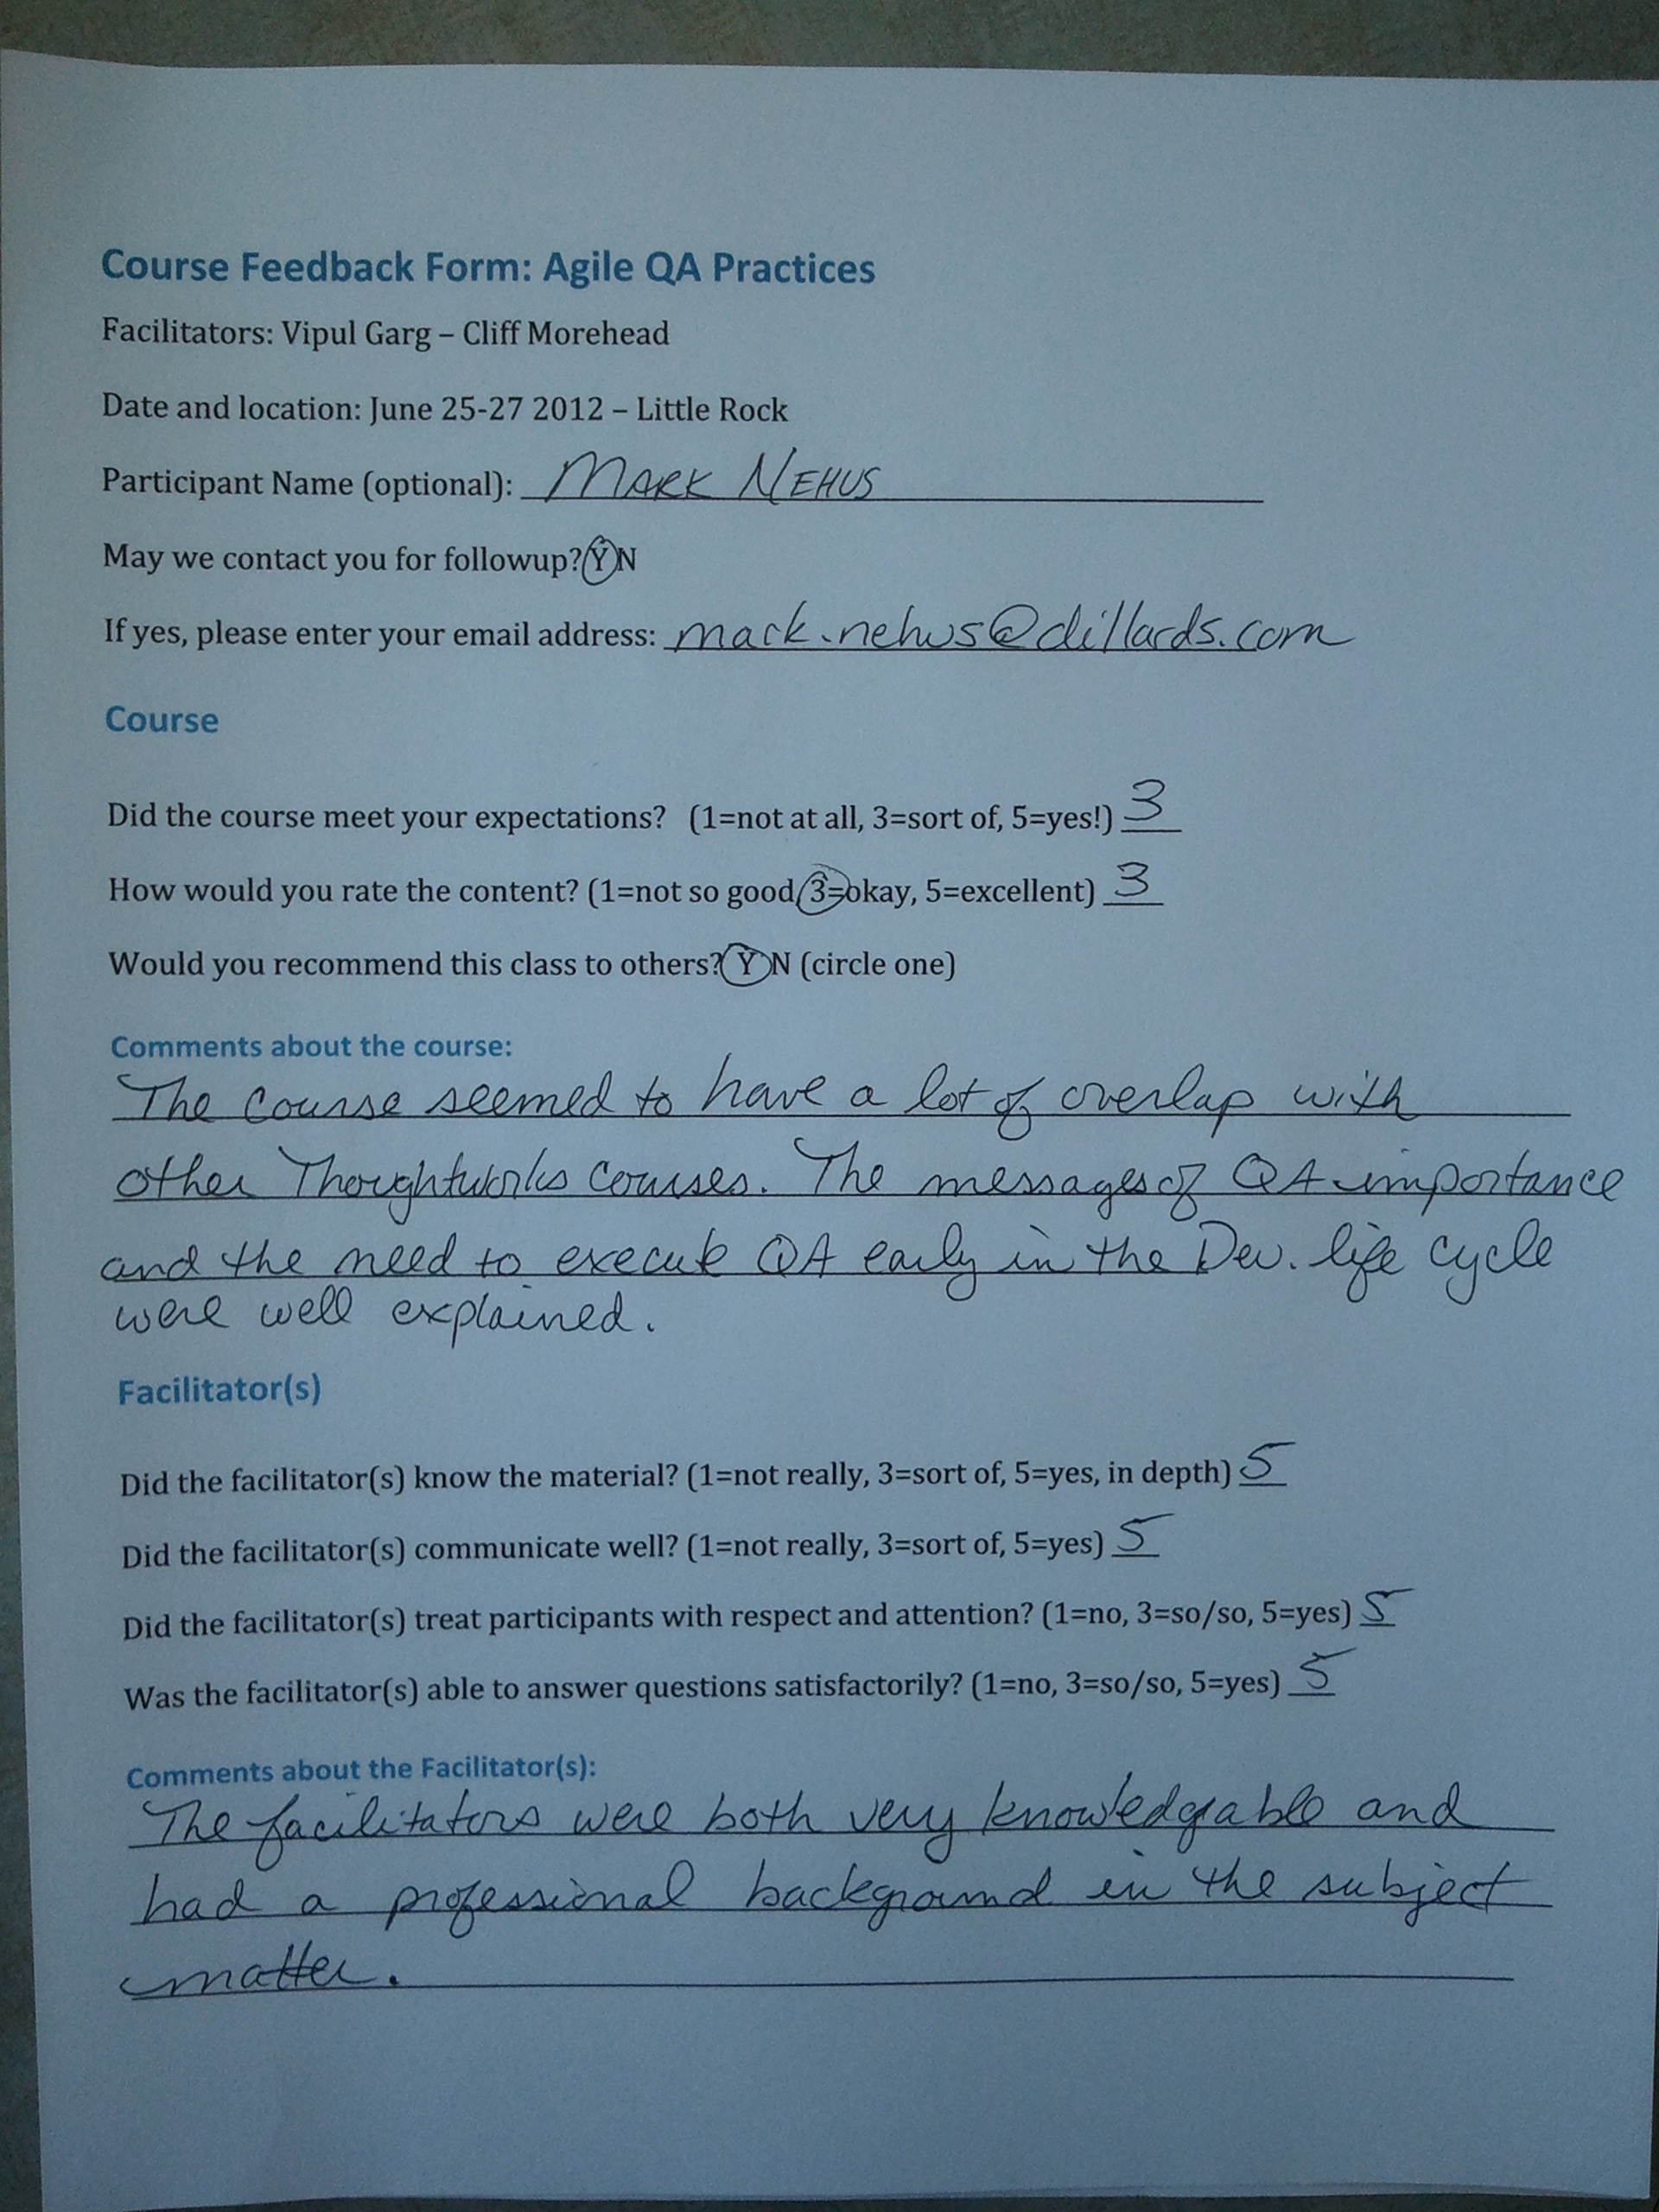 Course Feedback Form: Agile QA Practices
Facilitators: Vipul Garg – Cliff Morehead
Date and location: June 25-27 2012 – Little Rock
Participant Name (optional): MARK NEHUS
May we contact you for followup? Y N
If yes, please enter your email address: mark.nehus@dillards.com
Course
Did the course meet your expectations? (1=not at all, 3=sort of, 5=yes!) 3
How would you rate the content? (1=not so good, 3=okay, 5=excellent) 3
Would you recommend this class to others? Y N (circle one)
Comments about the course:
The course seemed to have a lot of overlap with
other Thoughtworks courses. The messages of QA importance
and the need to execute QA early in the Dev. life cycle
were well explained.
Facilitator(s)
Did the facilitator(s) know the material? (1=not really, 3=sort of, 5=yes, in depth) 5
Did the facilitator(s) communicate well? (1=not really, 3=sort of, 5=yes) 5
Did the facilitator(s) treat participants with respect and attention? (1=no, 3=so/so, 5=yes) 5
Was the facilitator(s) able to answer questions satisfactorily? (1=no, 3=so/so, 5=yes) 5
Comments about the Facilitator(s):
The facilitators were both very knowledgeable and
had a professional background in the subject
matter.